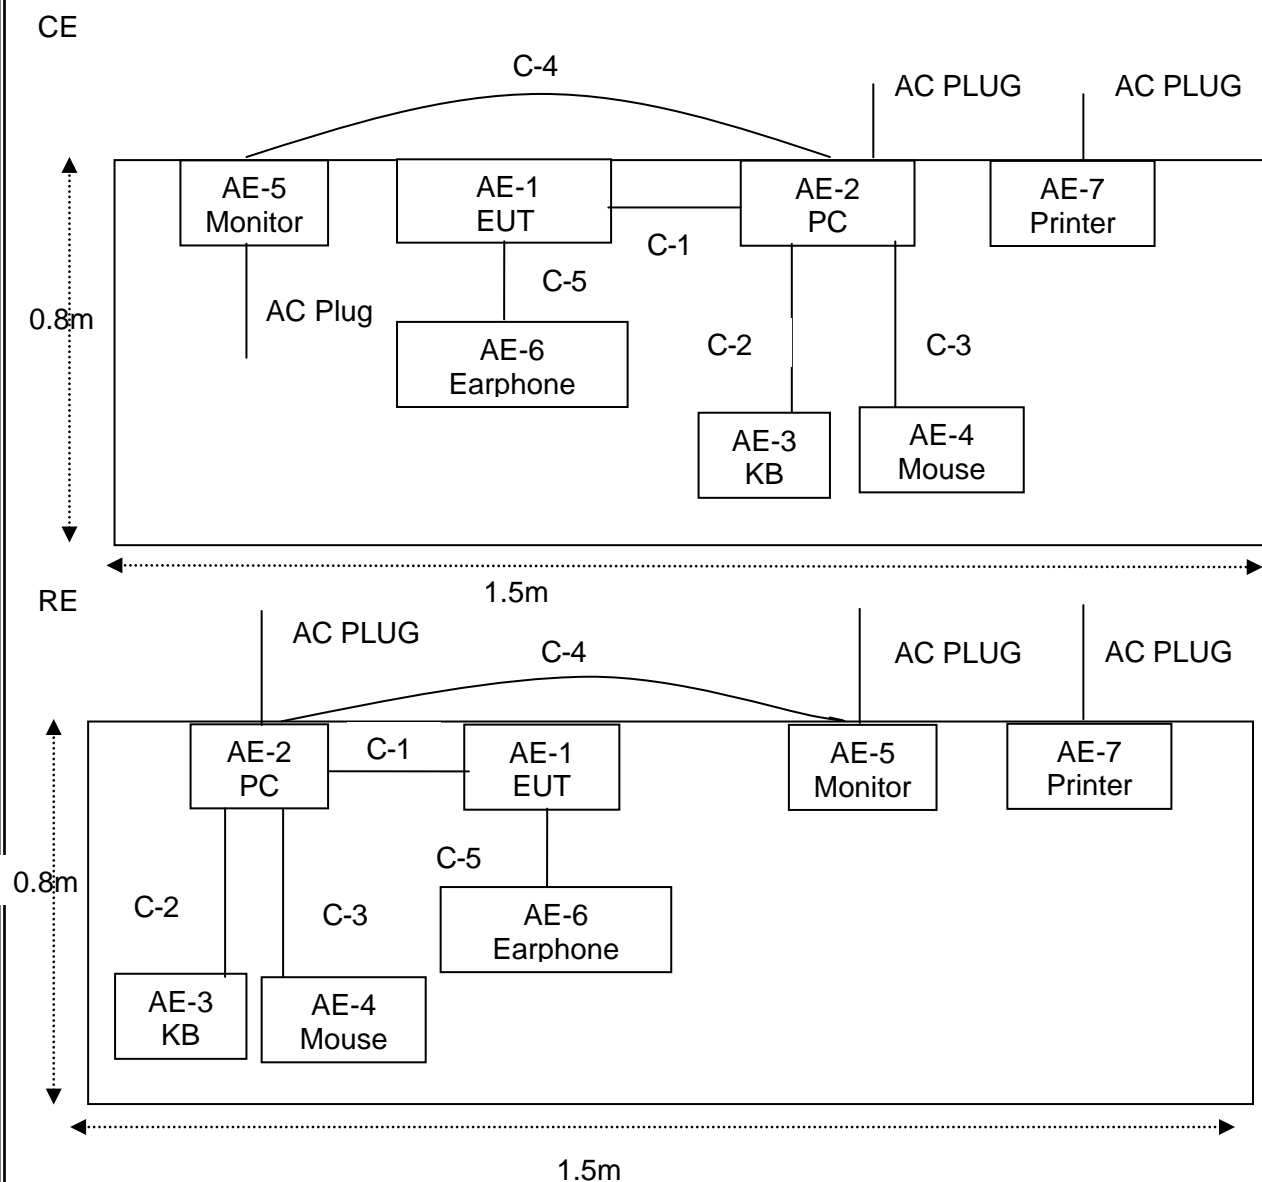 CE
C-4
AC PLUG
AC PLUG
AE-5
Monitor
AE-1
EUT
AE-2
PC
AE-7
Printer
C-1
C-5
AC Plug
0.8m
AE-6
Earphone
C-2
C-3
AE-3
KB
AE-4
Mouse
1.5m
RE
AC PLUG
C-4
AC PLUG
AC PLUG
AE-2
PC
C-1
AE-1
EUT
AE-5
Monitor
AE-7
Printer
C-5
0.8m
C-2
C-3
AE-6
Earphone
AE-3
KB
AE-4
Mouse
1.5m